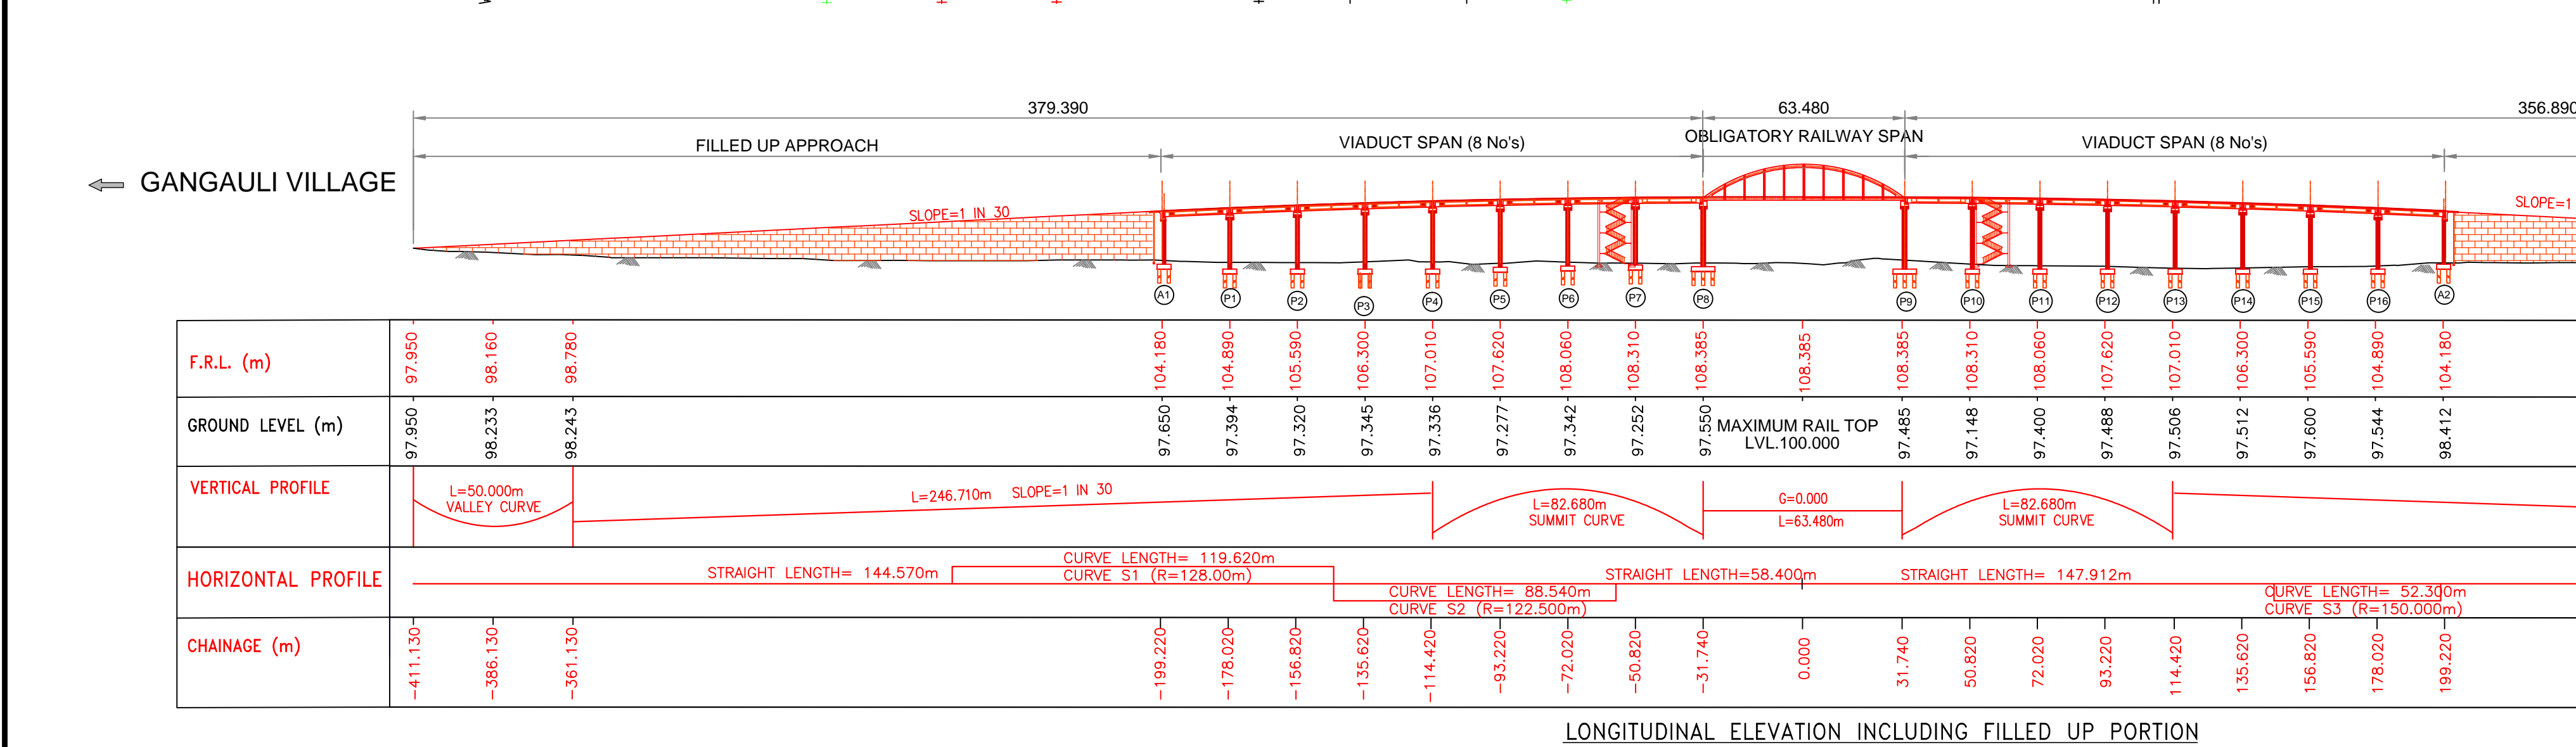 379.390
63.480
356.890
FILLED UP APPROACH
VIADUCT SPAN (8 No's)
OBLIGATORY RAILWAY SPAN
VIADUCT SPAN (8 No's)
GANGAULI VILLAGE
SLOPE=1 IN 30
SLOPE=1
A1 P1 P2 P3 P4 P5 P6 P7 P8 P9 P10 P11 P12 P13 P14 P15 P16 A2
F.R.L. (m)
97.950 98.160 98.780 104.180 104.890 105.590 106.300 107.010 107.620 108.060 108.310 108.385 108.385 108.385 108.310 108.060 107.620 107.010 106.300 105.590 104.890 104.180
GROUND LEVEL (m)
97.950 98.233 98.243 97.650 97.394 97.320 97.345 97.336 97.277 97.342 97.252 97.550
MAXIMUM RAIL TOP
LVL.100.000
97.485 97.148 97.400 97.488 97.506 97.512 97.600 97.544 98.412
VERTICAL PROFILE
L=50.000m
VALLEY CURVE
L=246.710m SLOPE=1 IN 30
L=82.680m
SUMMIT CURVE
G=0.000
L=63.480m
L=82.680m
SUMMIT CURVE
HORIZONTAL PROFILE
STRAIGHT LENGTH= 144.570m
CURVE LENGTH= 119.620m
CURVE S1 (R=128.00m)
CURVE LENGTH= 88.540m
CURVE S2 (R=122.500m)
STRAIGHT LENGTH=58.400m
STRAIGHT LENGTH= 147.912m
CURVE LENGTH= 52.300m
CURVE S3 (R=150.000m)
CHAINAGE (m)
-411.130 -386.130 -361.130 -199.220 -178.020 -156.820 -135.620 -114.420 -93.220 -72.020 -50.820 -31.740 0.000 31.740 50.820 72.020 93.220 114.420 135.620 156.820 178.020 199.220
LONGITUDINAL ELEVATION INCLUDING FILLED UP PORTION